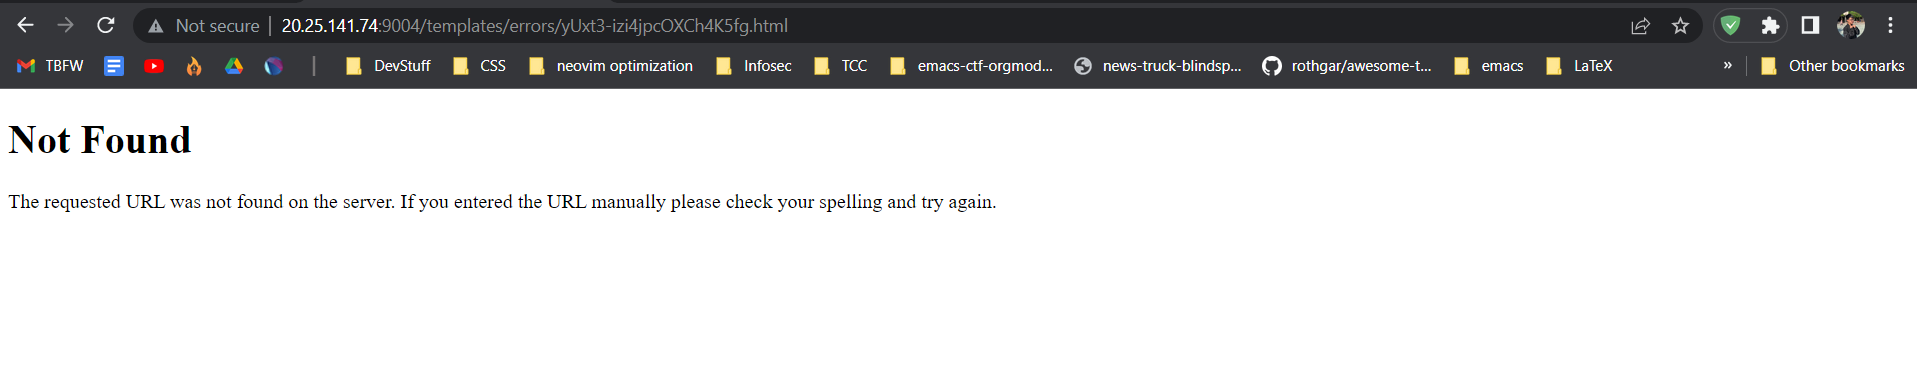 Not secure | 20.25.141.74:9004/templates/errors/yUxt3-izi4jpcOXCh4K5fg.html
TBFW | DevStuff CSS neovim optimization Infosec TCC emacs-ctf-orgmod... news-truck-blindsp... rothgar/awesome-t... emacs LaTeX » Other bookmarks
Not Found
The requested URL was not found on the server. If you entered the URL manually please check your spelling and try again.